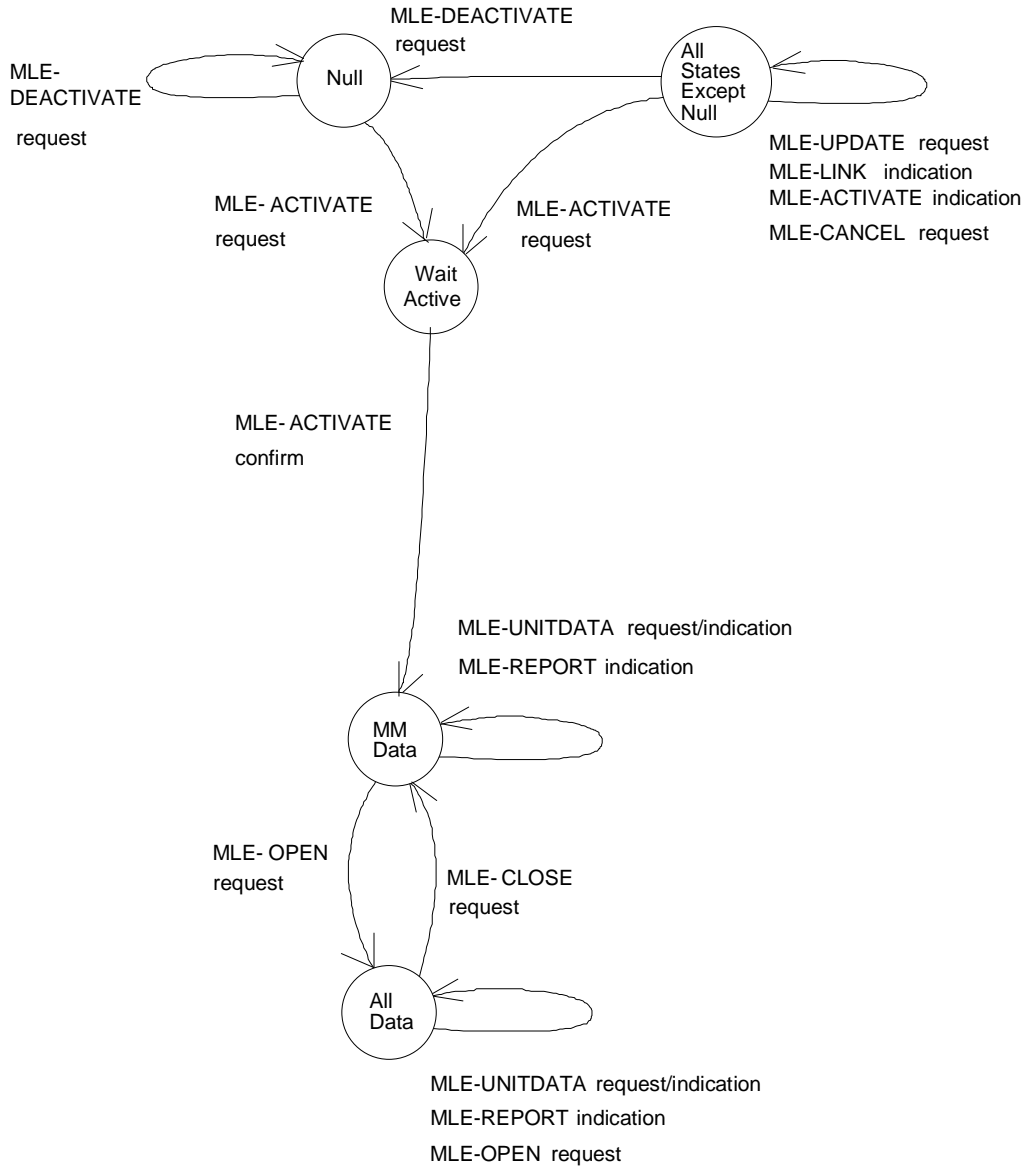 MLE-DEACTIVATE
request
MLE-
DEACTIVATE
request
Null
All
States
Except
Null
MLE-UPDATE request
MLE-LINK indication
MLE-ACTIVATE indication
MLE-CANCEL request
MLE- ACTIVATE
request
MLE-ACTIVATE
request
Wait
Active
MLE- ACTIVATE
confirm
MLE-UNITDATA request/indication
MLE-REPORT indication
MM
Data
MLE- OPEN
request
MLE- CLOSE
request
All
Data
MLE-UNITDATA request/indication
MLE-REPORT indication
MLE-OPEN request